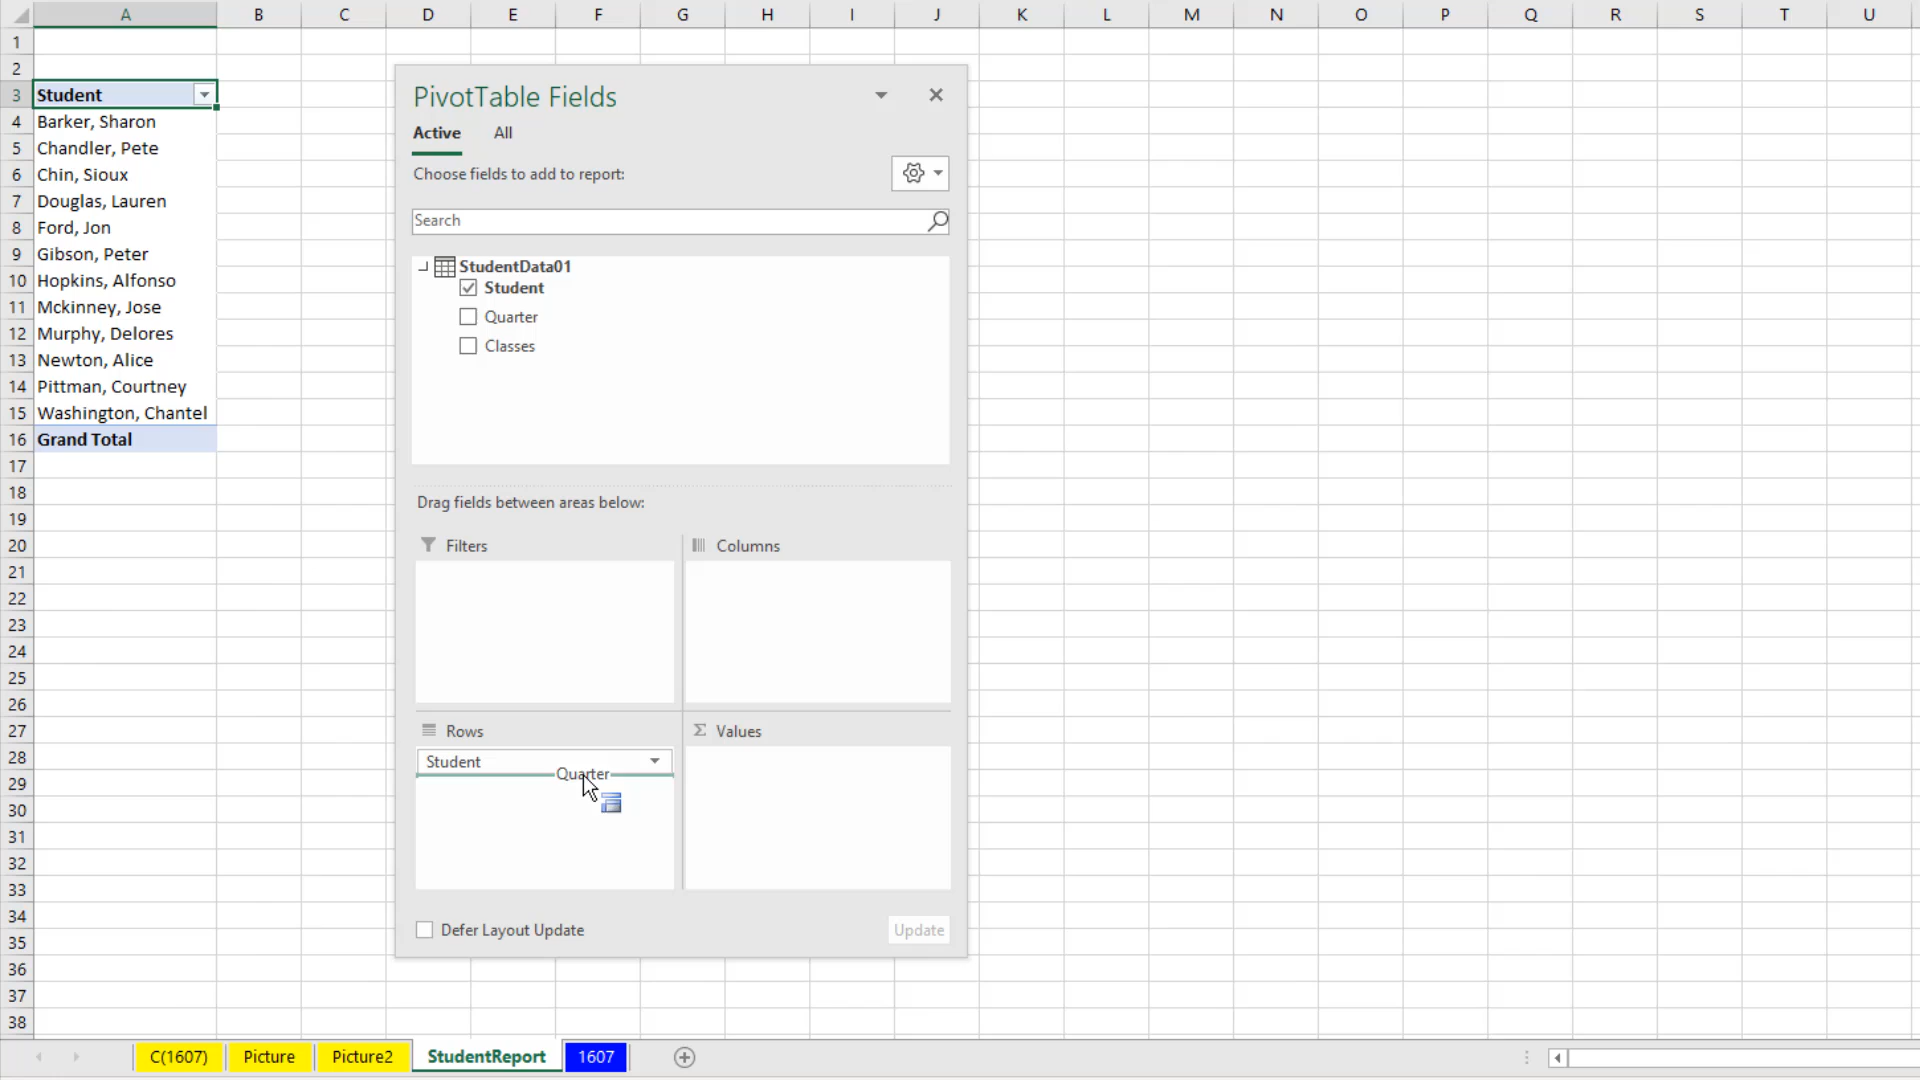 A B C D E F G H I J K L M N O P Q R S T U
1
2
3 Student
4 Barker, Sharon
5 Chandler, Pete
6 Chin, Sioux
7 Douglas, Lauren
8 Ford, Jon
9 Gibson, Peter
10 Hopkins, Alfonso
11 Mckinney, Jose
12 Murphy, Delores
13 Newton, Alice
14 Pittman, Courtney
15 Washington, Chantel
16 Grand Total
17
18
19
20
21
22
23
24
25
26
27
28
29
30
31
32
33
34
35
36
37
38
PivotTable Fields
Active All
Choose fields to add to report:
Search
StudentData01
Student
Quarter
Classes
Drag fields between areas below:
Filters Columns
Rows Σ Values
Student
Quarter
Defer Layout Update Update
C(1607) Picture Picture2 StudentReport 1607